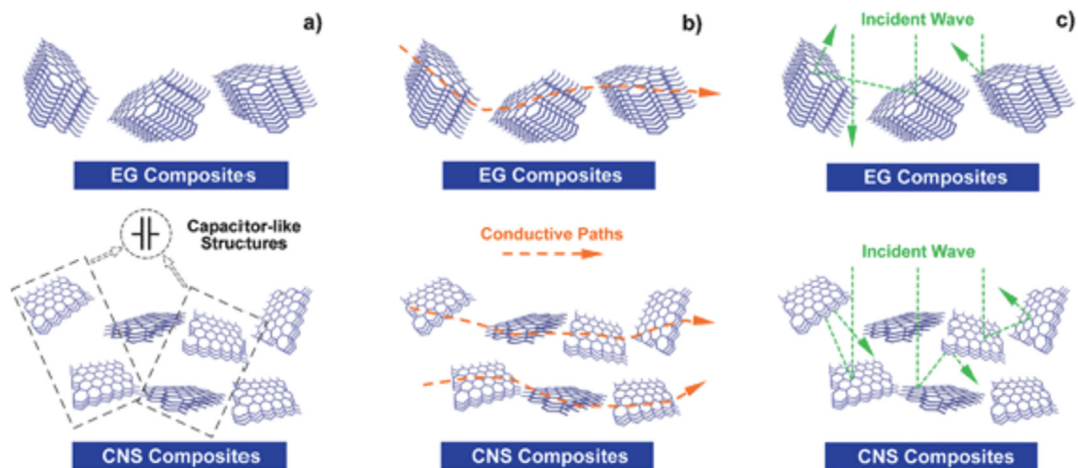 a)
EG Composites
Capacitor-like
Structures
CNS Composites
b)
EG Composites
Conductive Paths
CNS Composites
c)
Incident Wave
EG Composites
Incident Wave
CNS Composites